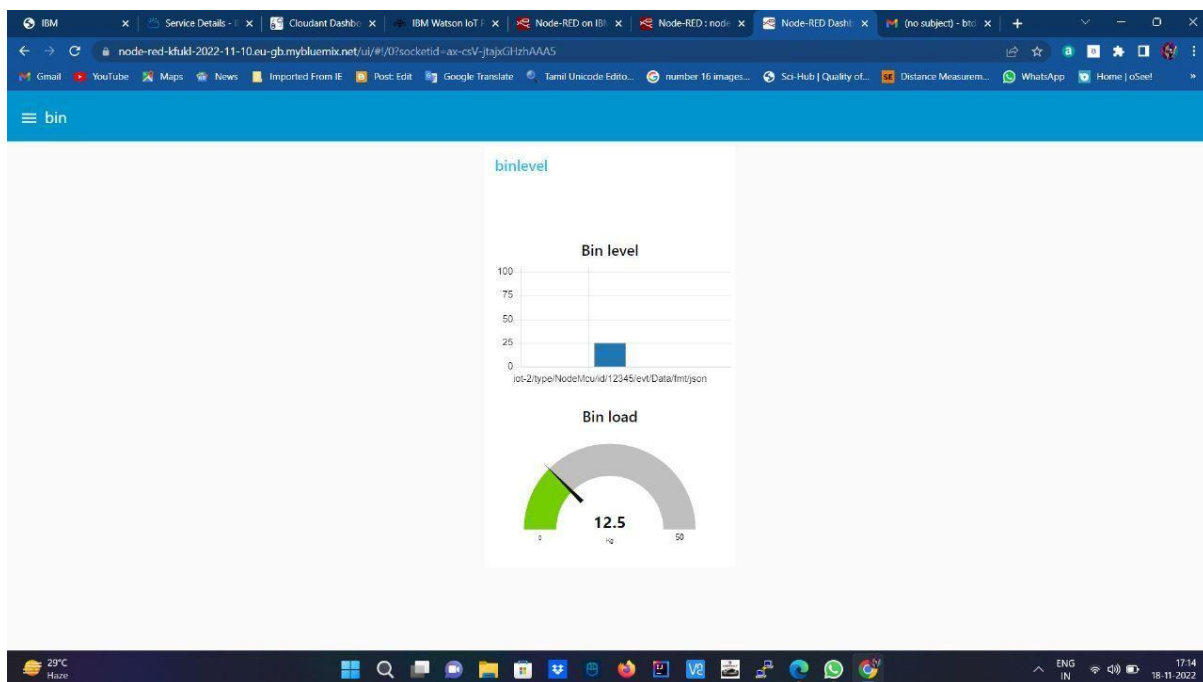 IBM
Service Details - I
Cloudant Dashbo
IBM Watson IoT P
Node-RED on IB
Node-RED : node
Node-RED Dashb
(no subject) - btd
node-red-kfukl-2022-11-10.eu-gb.mybluemix.net/ui/#!/0?socketid=ax-csV-jtajxGHzhAAA5
Gmail
YouTube
Maps
News
Imported From IE
Post: Edit
Google Translate
Tamil Unicode Edito...
number 16 images...
Sci-Hub | Quality of...
Distance Measurem...
WhatsApp
Home | oSee!
»
bin
binlevel
Bin level
100
75
50
25
0
iot-2/type/NodeMcu/id/12345/evt/Data/fmt/json
Bin load
12.5
0
Kg
50
29°C
Haze
ENG
IN
17:14
18-11-2022